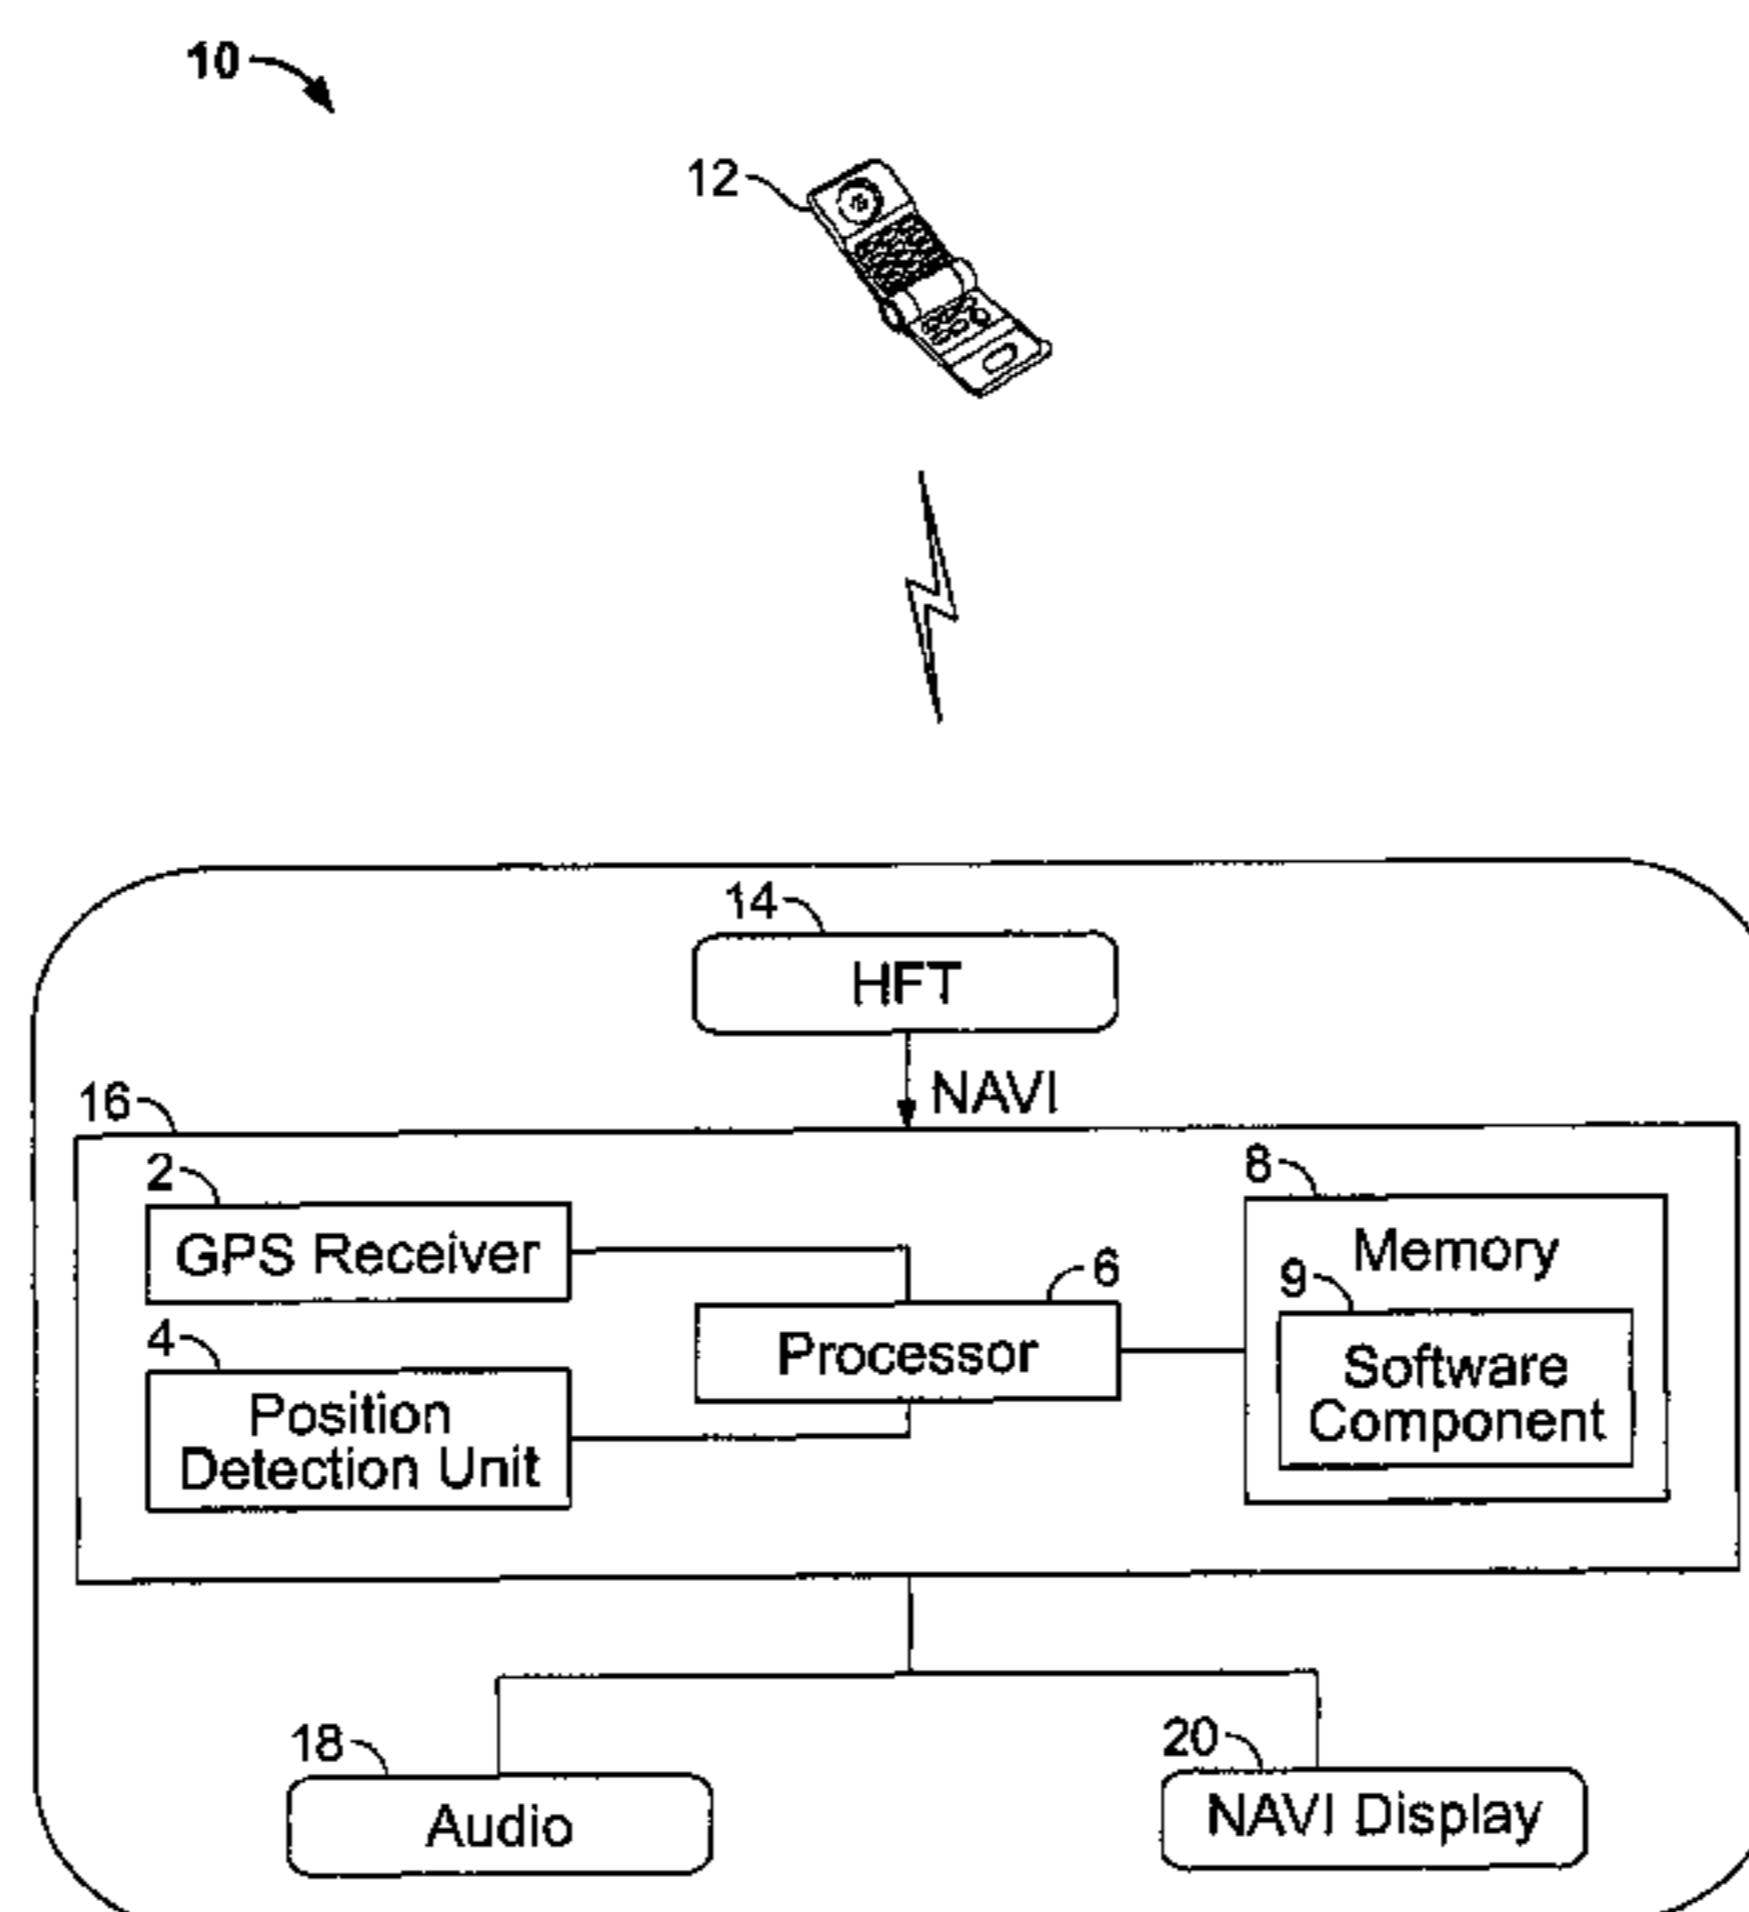 10
12
14
HFT
NAVI
16
2
GPS Receiver
8
Memory
6
Processor
9
Software
Component
4
Position
Detection Unit
18
Audio
20
NAVI Display